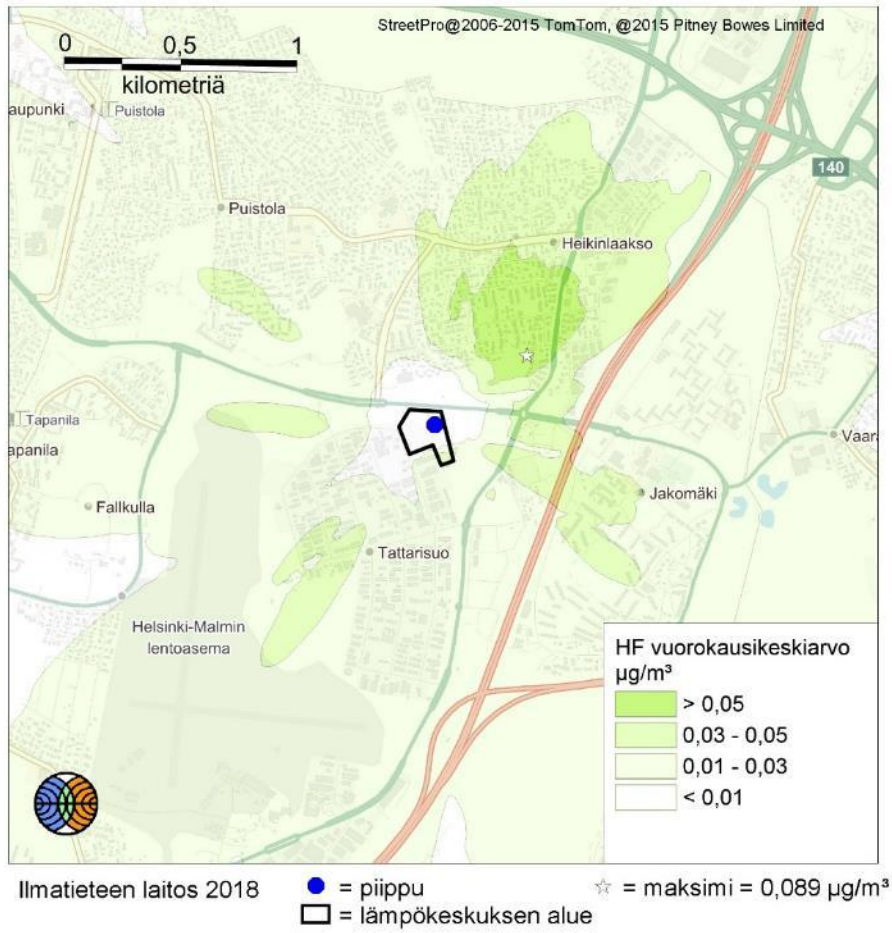 StreetPro@2006-2015 TomTom, @2015 Pitney Bowes Limited
0 0,5 1
kilometriä
aupunki
Puistola
140
Puistola
Heikinlaakso
Tapanila
apanila
Vaara
Jakomäki
Fallkulla
Tattarisuo
Helsinki-Malmin
lentoasema
HF vuorokausikeskiarvo
µg/m³
> 0,05
0,03 - 0,05
0,01 - 0,03
< 0,01
Ilmatieteen laitos 2018
= piippu
= maksimi = 0,089 µg/m³
= lämpökeskuksen alue